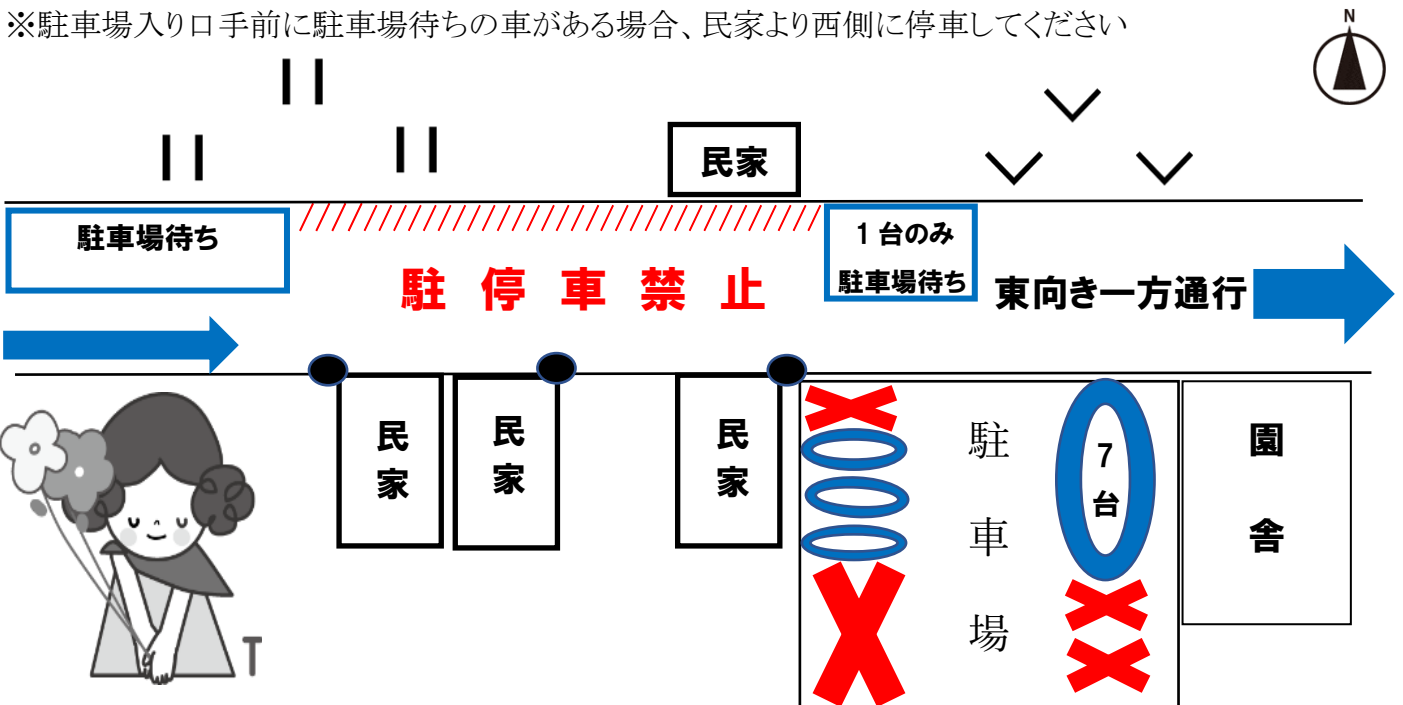 ※駐車場入り口手前に駐車場待ちの車がある場合、民家より西側に停車してください
N
民家
駐車場待ち
1台のみ
駐車場待ち
駐停車禁止
東向き一方通行
民家
民家
民家
駐車場
7台
園舎
T